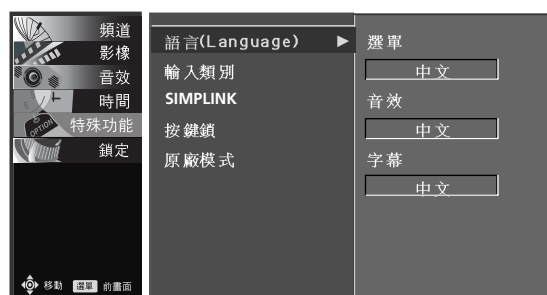 頻道
影像
音效
時間
OPTION
特殊功能
鎖定
移動 選單 前畫面
語言(Language) ▶
輸入類別
SIMPLINK
按鍵鎖
原廠模式
選單
中文
音效
中文
字幕
中文